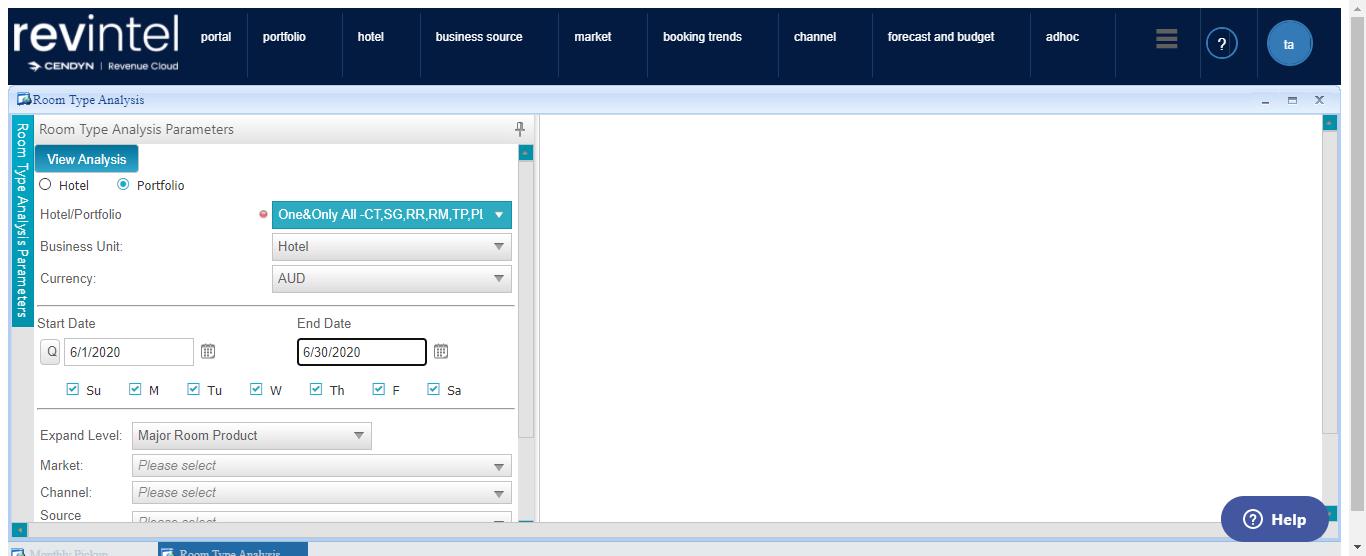 revintel
CENDYN | Revenue Cloud
portal
portfolio
hotel
business source
market
booking trends
channel
forecast and budget
adhoc
?
ta
Room Type Analysis
Room Type Analysis Parameters
Room Type Analysis Parameters
View Analysis
Hotel
Portfolio
Hotel/Portfolio
One&Only All -CT,SG,RR,RM,TP,PL
Business Unit:
Hotel
Currency:
AUD
Start Date
End Date
Q
6/1/2020
6/30/2020
Su
M
Tu
W
Th
F
Sa
Expand Level:
Major Room Product
Market:
Please select
Channel:
Please select
Source
Please select
? Help
Monthly Pickup
Room Type Analysis